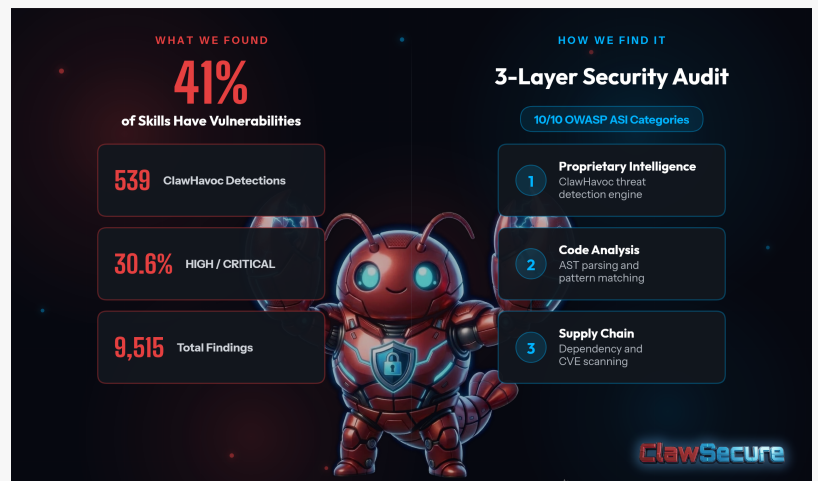 WHAT WE FOUND
41%
of Skills Have Vulnerabilities
539 ClawHavoc Detections
30.6% HIGH / CRITICAL
9,515 Total Findings
HOW WE FIND IT
3-Layer Security Audit
10/10 OWASP ASI Categories
1
Proprietary Intelligence
ClawHavoc threat
detection engine
2
Code Analysis
AST parsing and
pattern matching
3
Supply Chain
Dependency and
CVE scanning
ClawSecure